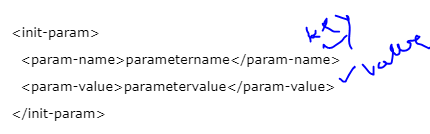 <init-param>
key
<param-name>parametername</param-name>
value
<param-value>parametervalue</param-value>
</init-param>